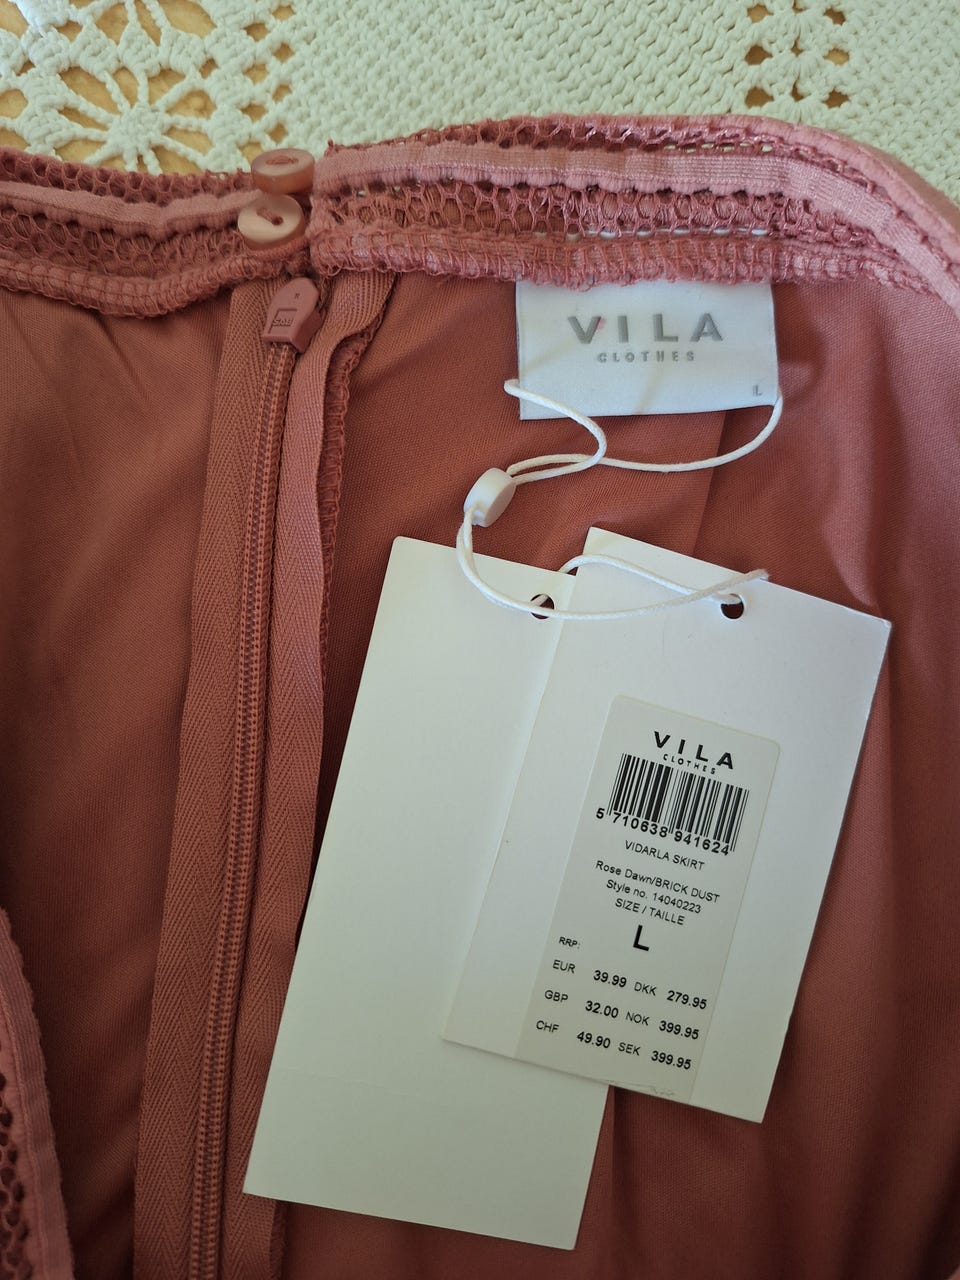 VILA
CLOTHES
L
SAB
VILA
CLOTHES
5 710638 941624
VIDARLA SKIRT
Rose Dawn/BRICK DUST
Style no. 14040223
SIZE / TAILLE
L
RRP:
EUR 39.99 DKK 279.95
GBP 32.00 NOK 399.95
CHF 49.90 SEK 399.95